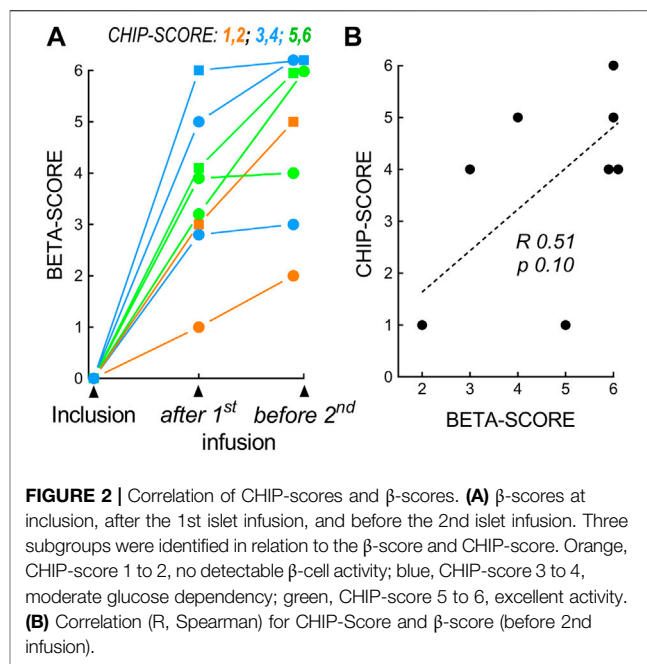 A
CHIP-SCORE: 1,2; 3,4; 5,6
BETA-SCORE
6
5
4
3
2
1
0
Inclusion
after 1st
before 2nd
infusion
B
CHIP-SCORE
6
5
4
3
2
1
0
R 0.51
p 0.10
2
3
4
5
6
BETA-SCORE
FIGURE 2 | Correlation of CHIP-scores and β-scores. (A) β-scores at
inclusion, after the 1st islet infusion, and before the 2nd islet infusion. Three
subgroups were identified in relation to the β-score and CHIP-score. Orange,
CHIP-score 1 to 2, no detectable β-cell activity; blue, CHIP-score 3 to 4,
moderate glucose dependency; green, CHIP-score 5 to 6, excellent activity.
(B) Correlation (R, Spearman) for CHIP-Score and β-score (before 2nd
infusion).